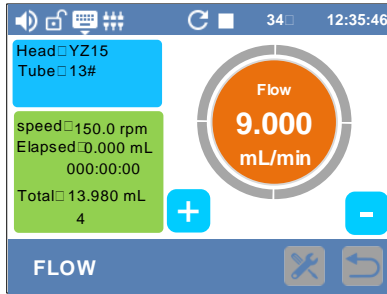 34□ 12:35:46
Head□YZ15
Tube□13#
speed□150.0 rpm
Elapsed□0.000 mL
000:00:00
Total□13.980 mL
4
Flow
9.000
mL/min
+
-
FLOW